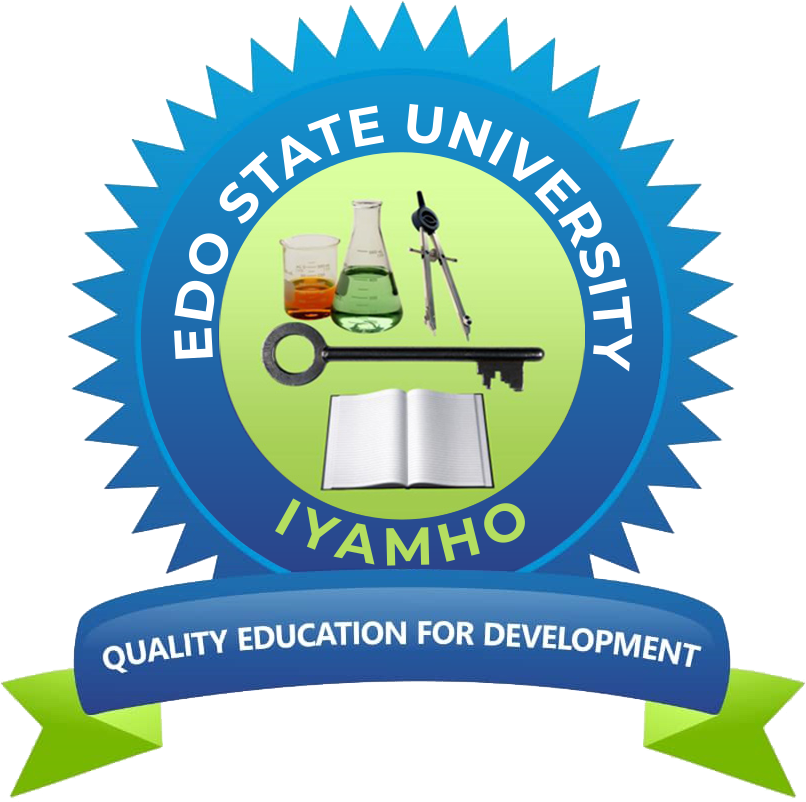 EDO STATE UNIVERSITY
IYAMHO
QUALITY EDUCATION FOR DEVELOPMENT